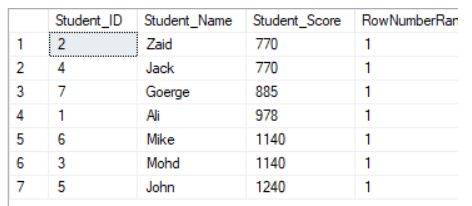 Student_ID Student_Name Student_Score RowNumberRan
1 2 Zaid 770 1
2 4 Jack 770 1
3 7 Goerge 885 1
4 1 Ali 978 1
5 6 Mike 1140 1
6 3 Mohd 1140 1
7 5 John 1240 1